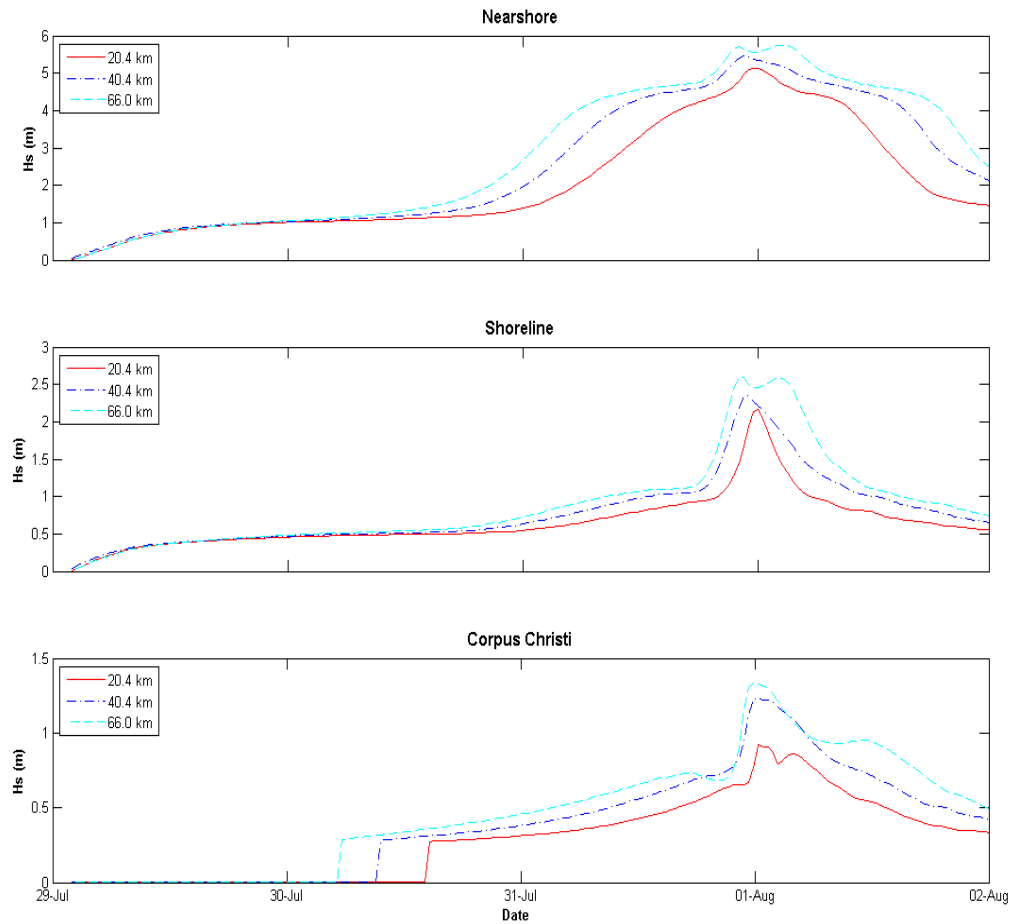 Nearshore
6
5
4
3
2
1
0
Hs (m)
20.4 km
40.4 km
66.0 km
Shoreline
3
2.5
2
1.5
1
0.5
0
Hs (m)
20.4 km
40.4 km
66.0 km
Corpus Christi
1.5
1
0.5
0
Hs (m)
20.4 km
40.4 km
66.0 km
29-Jul 30-Jul 31-Jul 01-Aug 02-Aug
Date